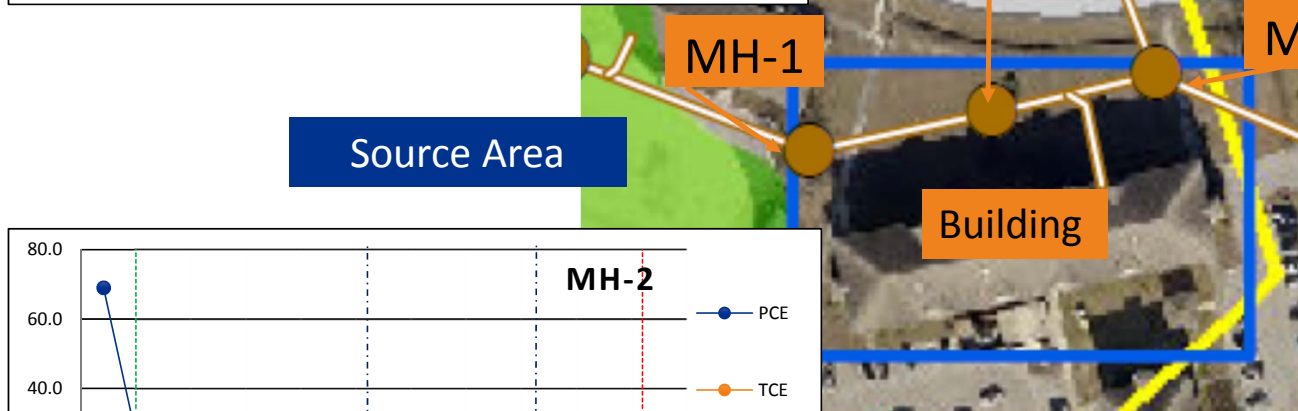 MH-1
M
Source Area
Building
MH-2
80.0
60.0
40.0
PCE
TCE